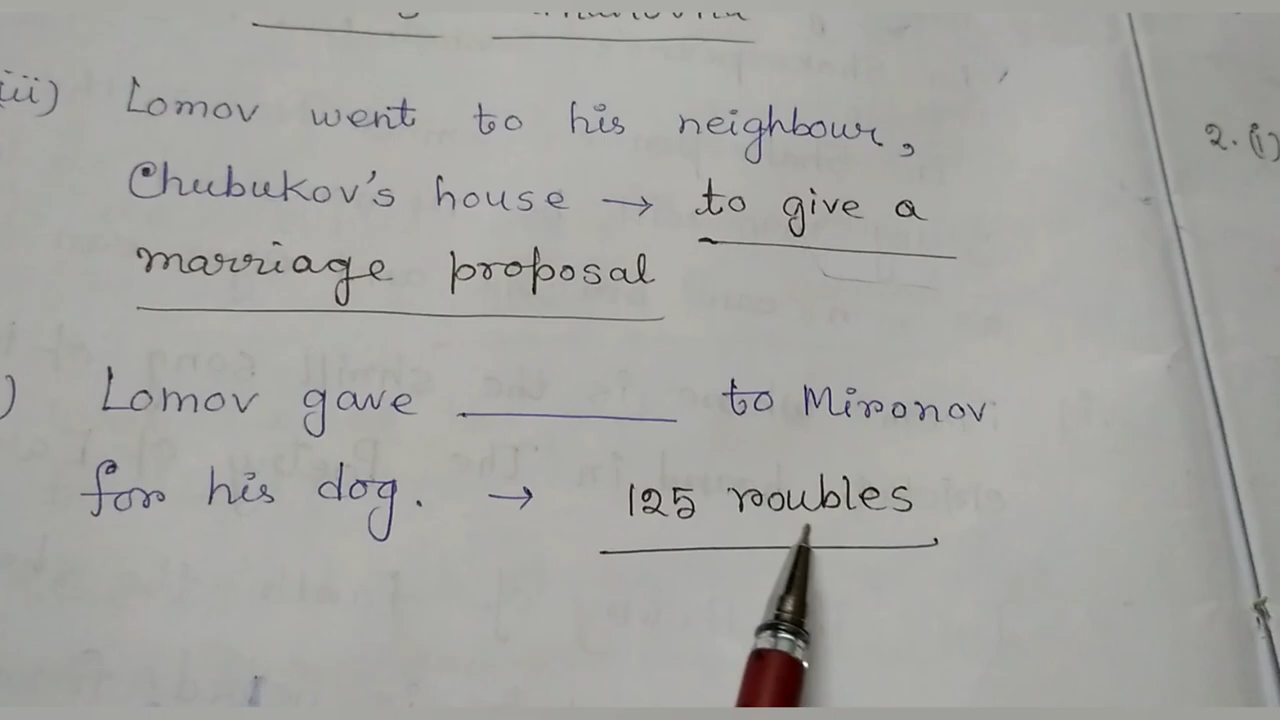 iii) Lomov went to his neighbour,
Chubukov's house → to give a
marriage proposal
) Lomov gave ________ to Mironov
for his dog. → 125 roubles
2. (i)